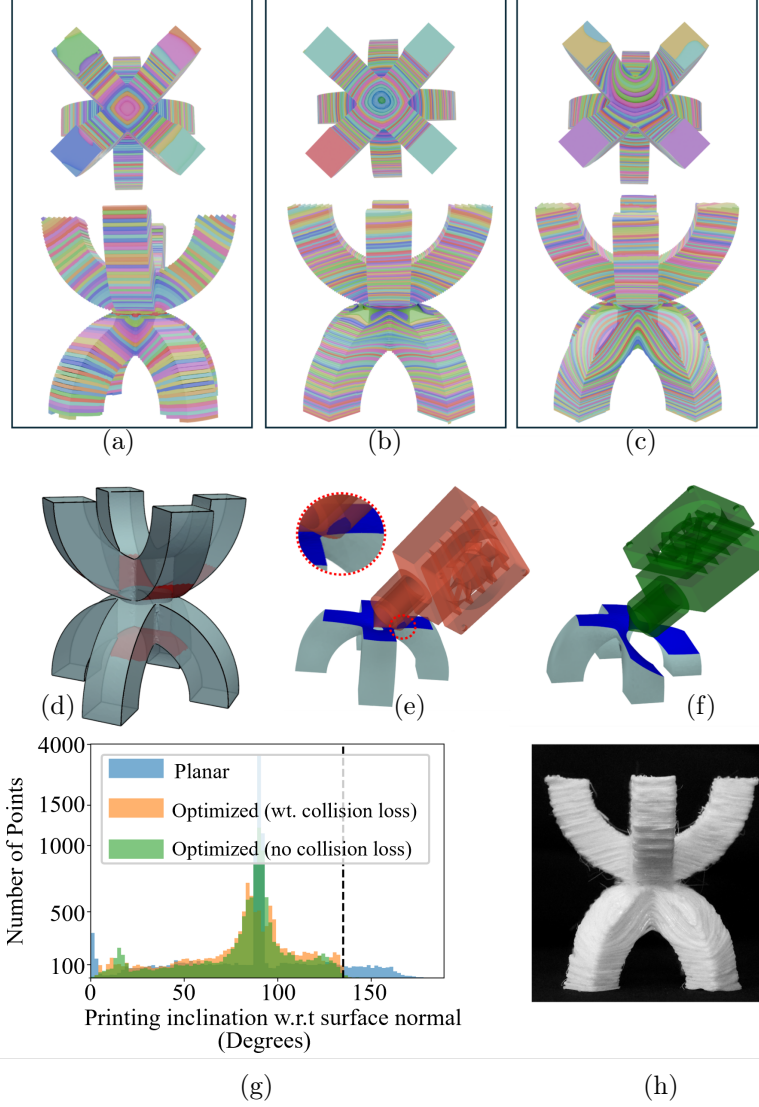 (a)
(b)
(c)
(d)
(e)
(f)
4000
1500
1000
500
100
Number of Points
Planar
Optimized (wt. collision loss)
Optimized (no collision loss)
0
50
100
150
Printing inclination w.r.t surface normal
(Degrees)
(g)
(h)